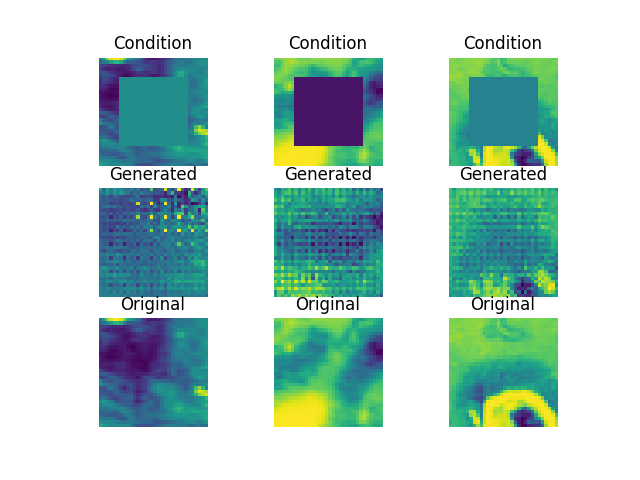 Condition Condition Condition
Generated Generated Generated
Original Original Original